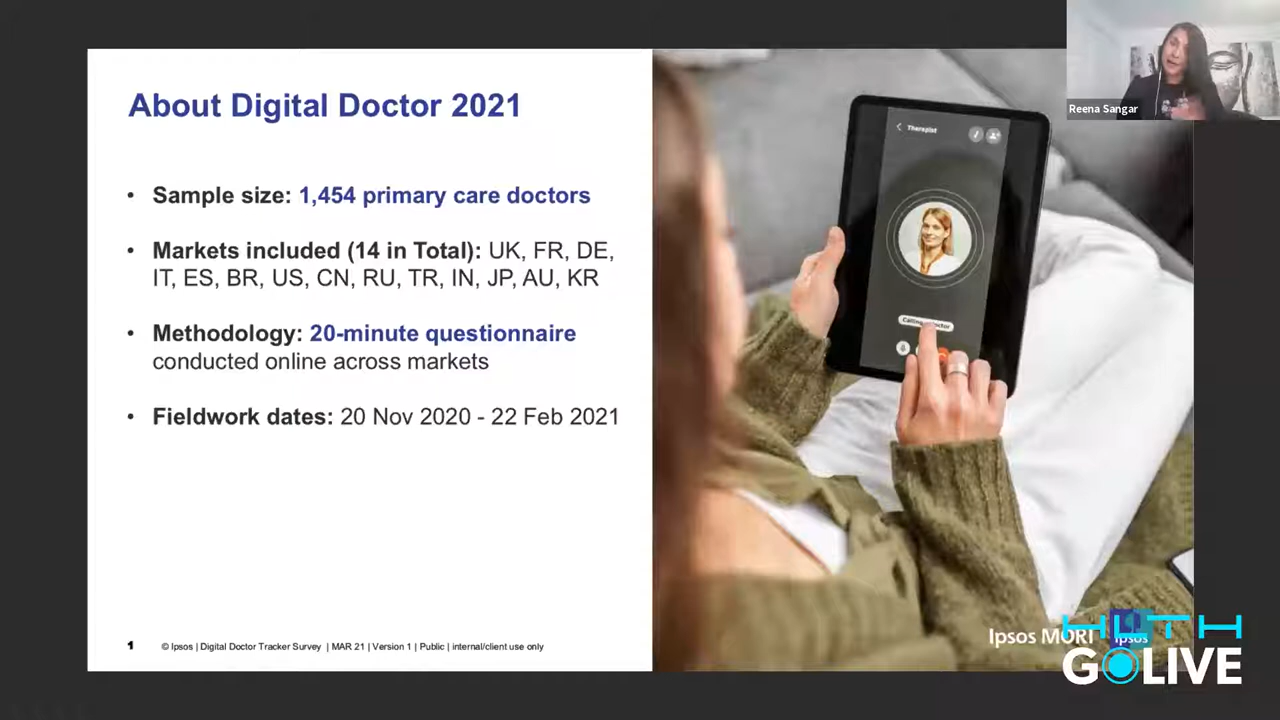 About Digital Doctor 2021
• Sample size: 1,454 primary care doctors
• Markets included (14 in Total): UK, FR, DE,
IT, ES, BR, US, CN, RU, TR, IN, JP, AU, KR
• Methodology: 20-minute questionnaire
conducted online across markets
• Fieldwork dates: 20 Nov 2020 - 22 Feb 2021
1 © Ipsos | Digital Doctor Tracker Survey | MAR 21 | Version 1 | Public | internal/client use only
Therapist
Reena Sangar
Ipsos MORI
Ipsos
HLTH
GOLIVE